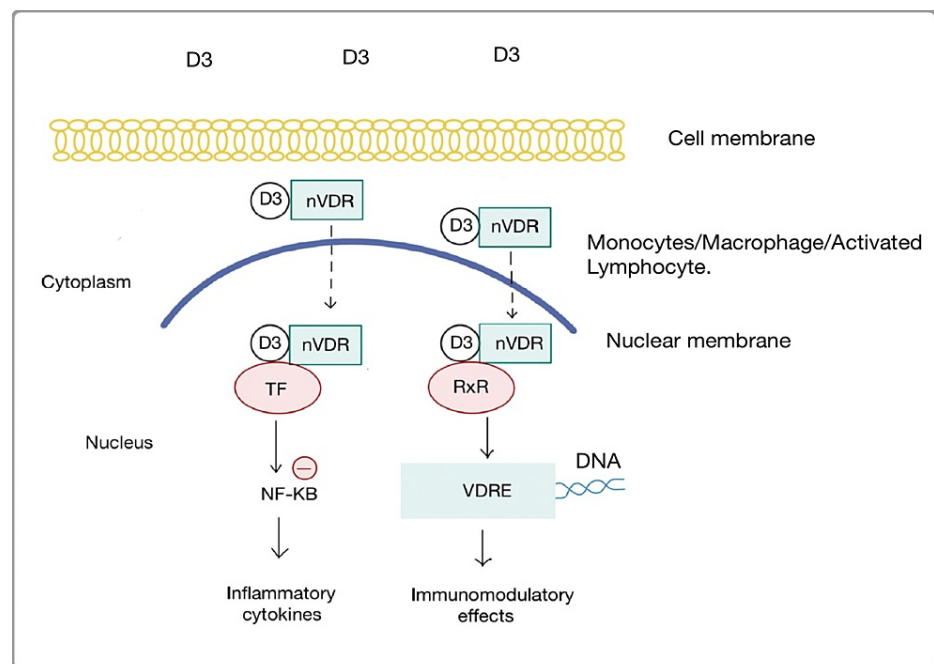 D3
D3
D3
Cell membrane
D3
nVDR
D3
nVDR
Monocytes/Macrophage/Activated
Lymphocyte.
Cytoplasm
D3
nVDR
D3
nVDR
Nuclear membrane
TF
RxR
Nucleus
−
NF-KB
VDRE
DNA
Inflammatory
cytokines
Immunomodulatory
effects